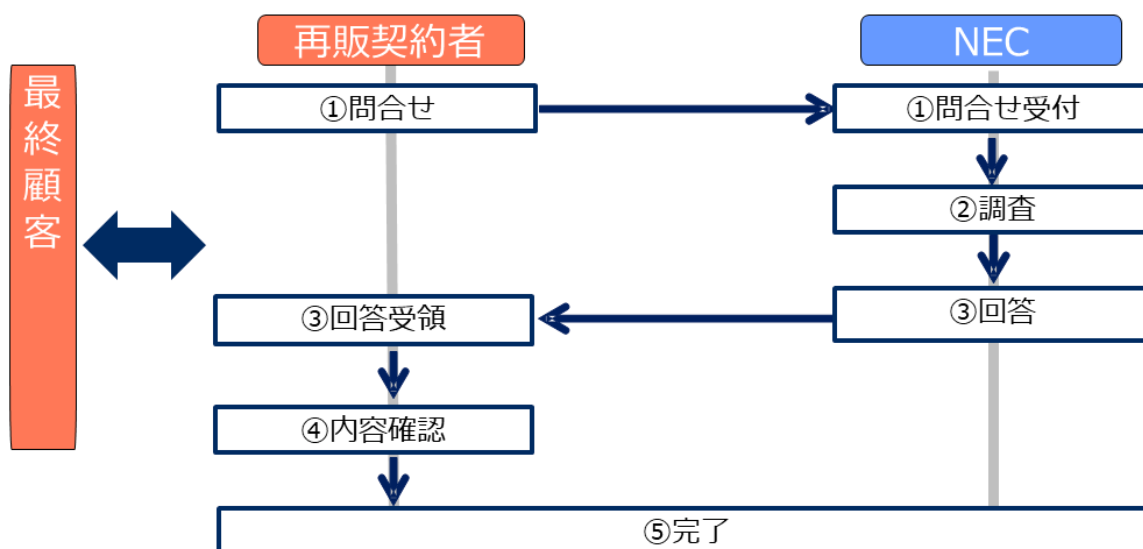 再販契約者
NEC
最終顧客
①問合せ
①問合せ受付
②調査
③回答受領
③回答
④内容確認
⑤完了